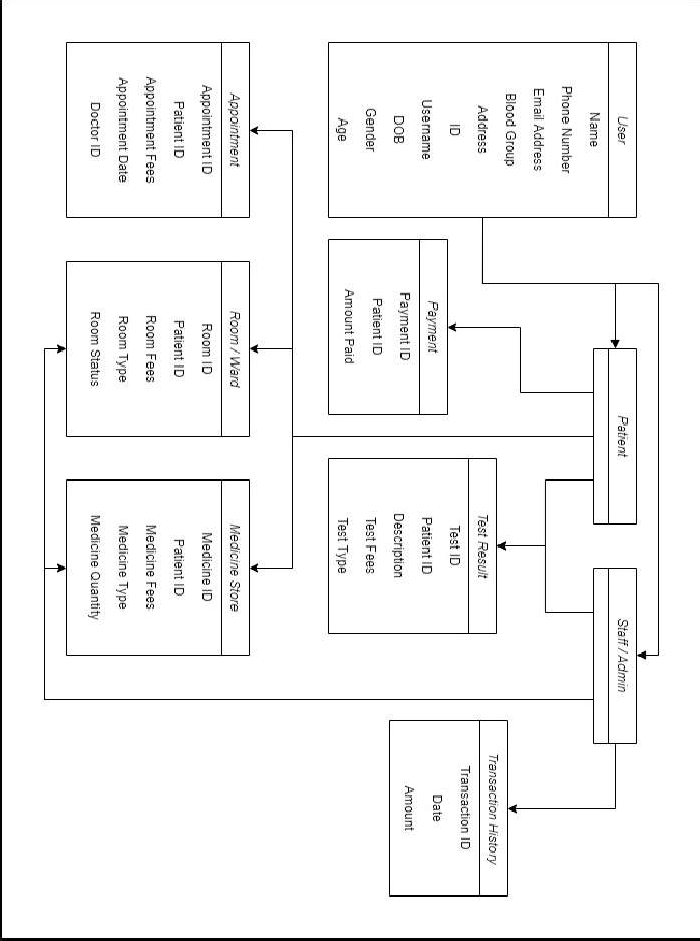 User
Name
Phone Number
Email Address
Blood Group
Address
ID
Username
DOB
Gender
Age
Patient
Staff / Admin
Payment
Payment ID
Patient ID
Amount Paid
Test Result
Test ID
Patient ID
Description
Test Fees
Test Type
Transaction History
Transaction ID
Date
Amount
Appointment
Appointment ID
Patient ID
Appointment Fees
Appointment Date
Doctor ID
Room / Ward
Room ID
Patient ID
Room Fees
Room Type
Room Status
Medicine Store
Medicine ID
Patient ID
Medicine Fees
Medicine Type
Medicine Quantity